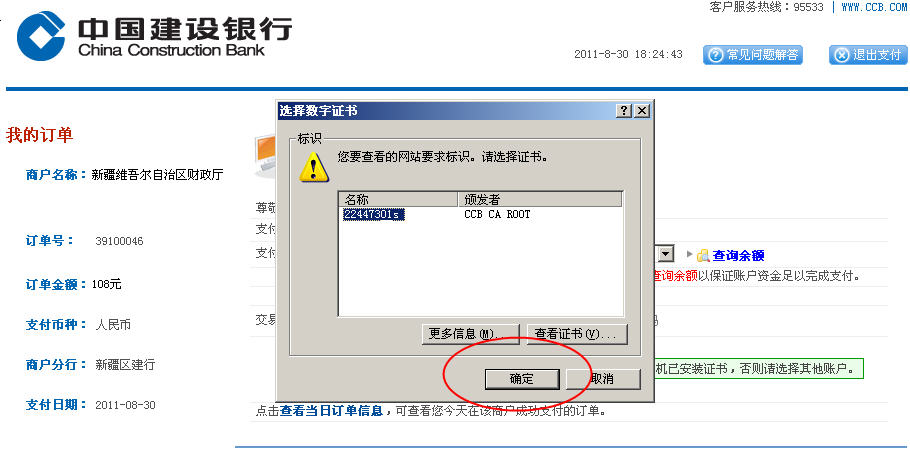 客户服务热线：95533 | WWW.CCB.COM
中国建设银行
China Construction Bank
2011-8-30 18:24:43 常见问题解答 退出支付
选择数字证书
我的订单
标识
您要查看的网站要求标识。请选择证书。
商户名称：新疆维吾尔自治区财政厅
名称 颁发者
22447301s CCB CA ROOT
尊敬
支付
订单号： 39100046
支付
查询余额
查询余额以保证账户资金足以完成支付。
订单金额：108元
支付币种： 人民币
交易
更多信息(M)... 查看证书(V)...
商户分行： 新疆区建行
机已安装证书，否则请选择其他账户。
确定 取消
支付日期： 2011-08-30
点击查看当日订单信息，可查看您今天在该商户成功支付的订单。